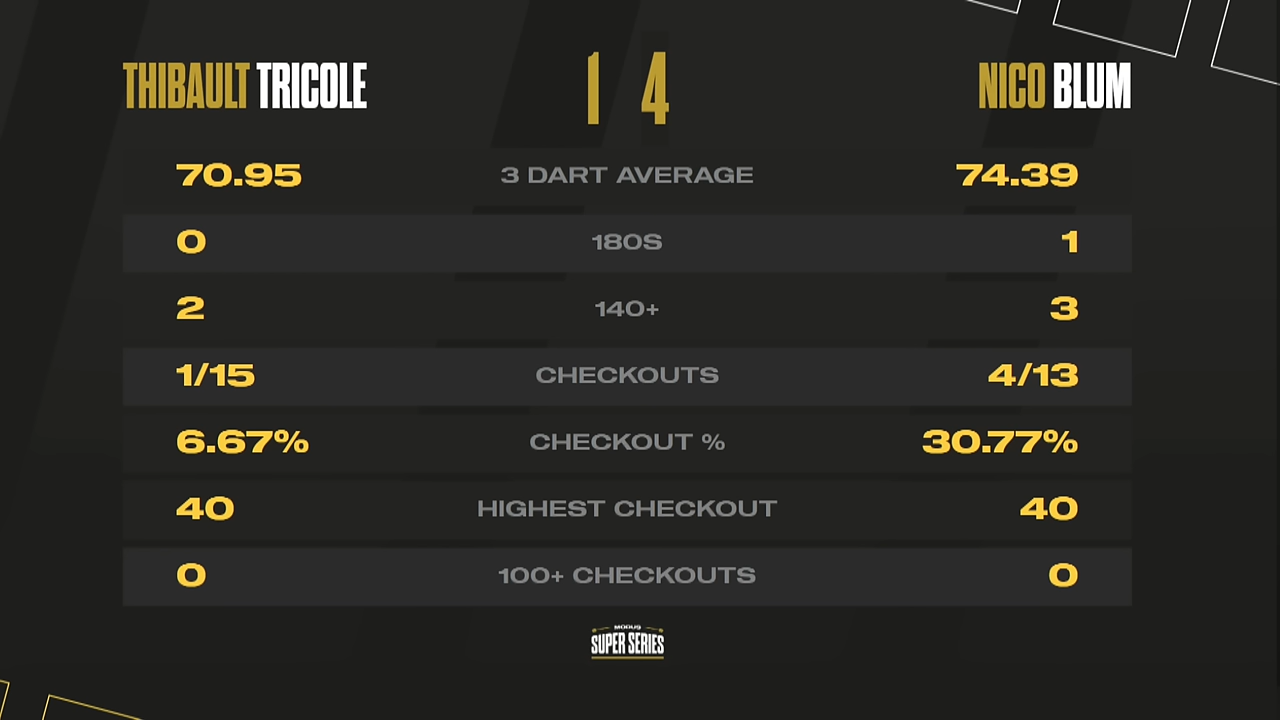 THIBAULT TRICOLE 1 4 NICO BLUM
70.95 3 DART AVERAGE 74.39
0 180S 1
2 140+ 3
1/15 CHECKOUTS 4/13
6.67% CHECKOUT % 30.77%
40 HIGHEST CHECKOUT 40
0 100+ CHECKOUTS 0
MODUS
SUPER SERIES